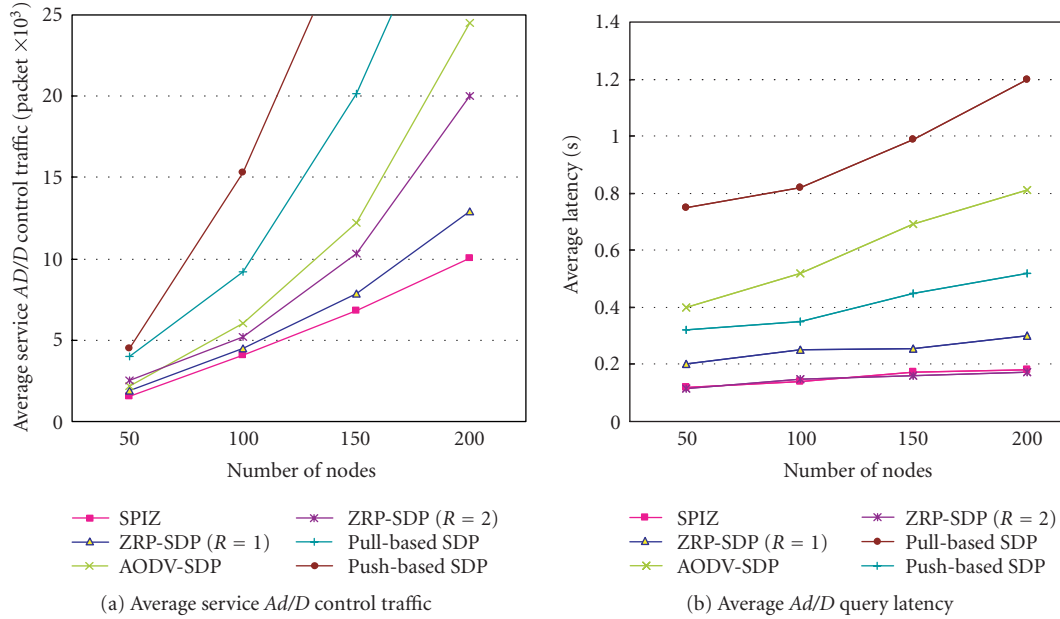 25
20
15
10
5
0
50
100
150
200
Average service AD/D control traffic (packet ×10³)
Number of nodes
SPIZ
ZRP-SDP (R = 1)
AODV-SDP
ZRP-SDP (R = 2)
Pull-based SDP
Push-based SDP
(a) Average service Ad/D control traffic
1.4
1.2
1
0.8
0.6
0.4
0.2
0
50
100
150
200
Average latency (s)
Number of nodes
SPIZ
ZRP-SDP (R = 1)
AODV-SDP
ZRP-SDP (R = 2)
Pull-based SDP
Push-based SDP
(b) Average Ad/D query latency